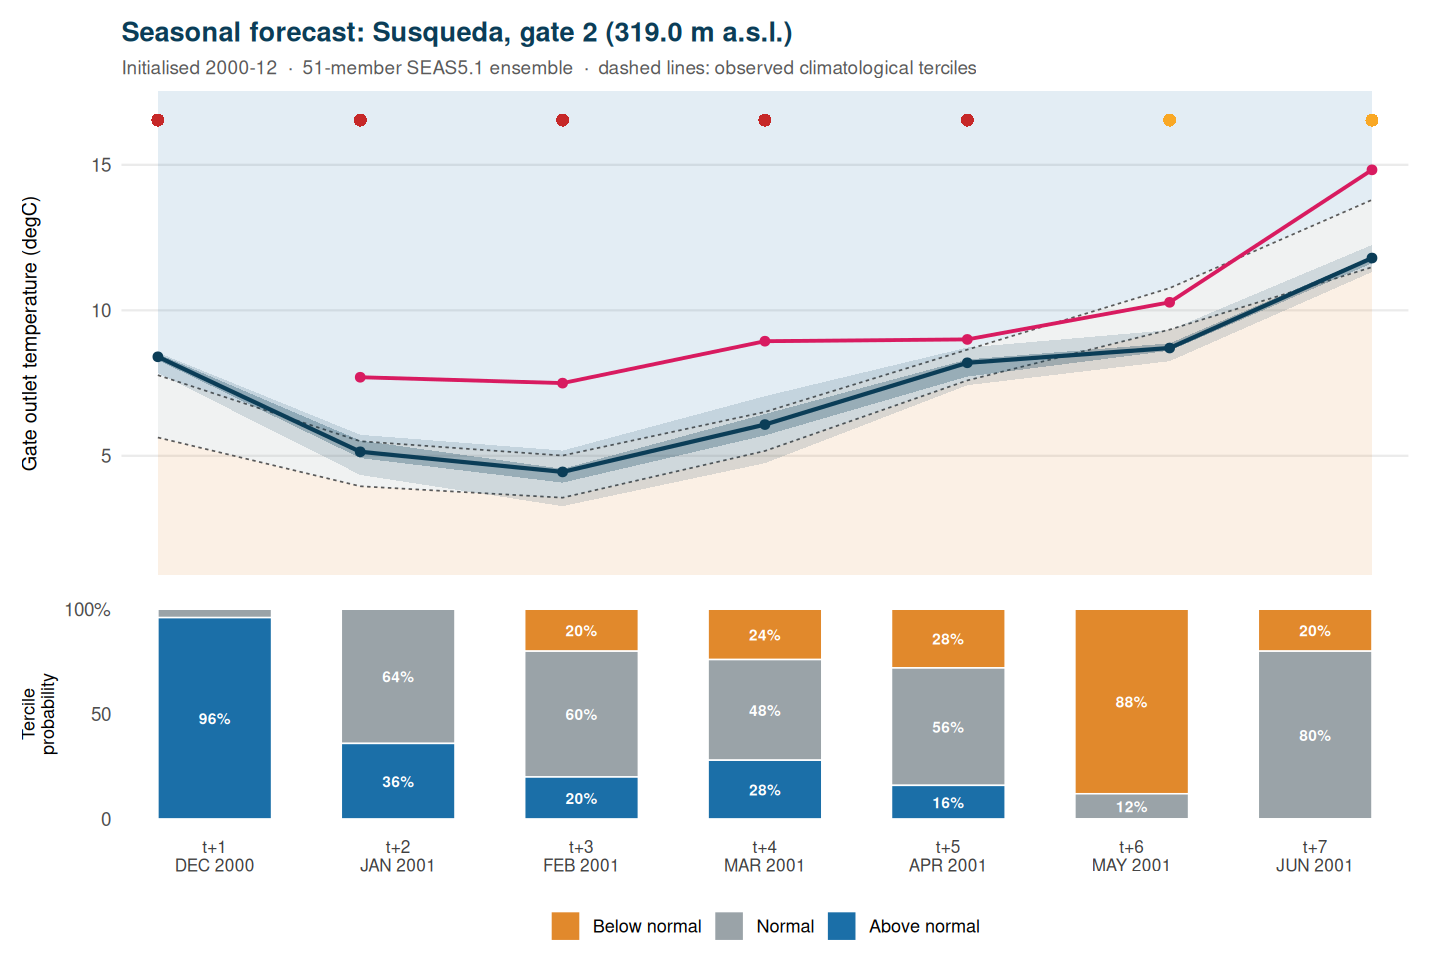 Seasonal forecast: Susqueda, gate 2 (319.0 m a.s.l.)
Initialised 2000-12 · 51-member SEAS5.1 ensemble · dashed lines: observed climatological terciles
Gate outlet temperature (degC)
15
10
5
Tercile
probability
100%
50
0
96%
64%
36%
20%
60%
20%
24%
48%
28%
28%
56%
16%
88%
12%
20%
80%
t+1
DEC 2000
t+2
JAN 2001
t+3
FEB 2001
t+4
MAR 2001
t+5
APR 2001
t+6
MAY 2001
t+7
JUN 2001
Below normal
Normal
Above normal